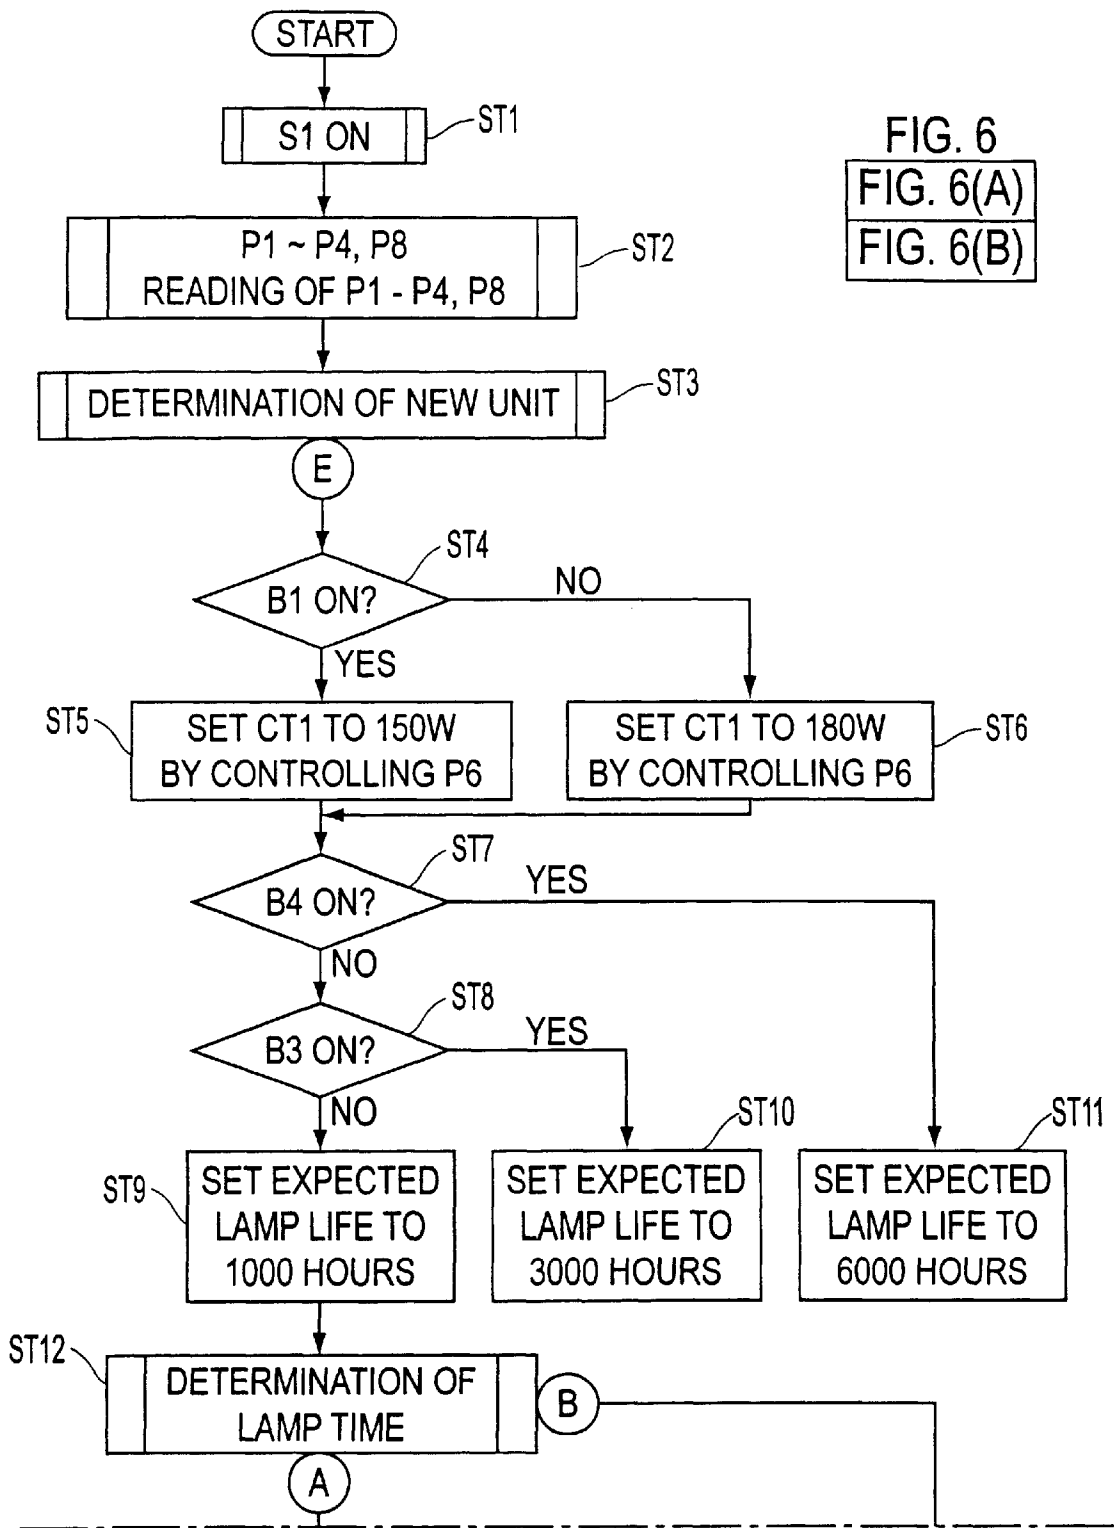 START
S1 ON
ST1
FIG. 6
FIG. 6(A)
FIG. 6(B)
P1 ~ P4, P8
READING OF P1 - P4, P8
ST2
DETERMINATION OF NEW UNIT
ST3
E
ST4
B1 ON?
NO
YES
ST5
SET CT1 TO 150W
BY CONTROLLING P6
SET CT1 TO 180W
BY CONTROLLING P6
ST6
ST7
B4 ON?
YES
NO
ST8
B3 ON?
YES
NO
ST9
SET EXPECTED
LAMP LIFE TO
1000 HOURS
ST10
SET EXPECTED
LAMP LIFE TO
3000 HOURS
ST11
SET EXPECTED
LAMP LIFE TO
6000 HOURS
ST12
DETERMINATION OF
LAMP TIME
B
A